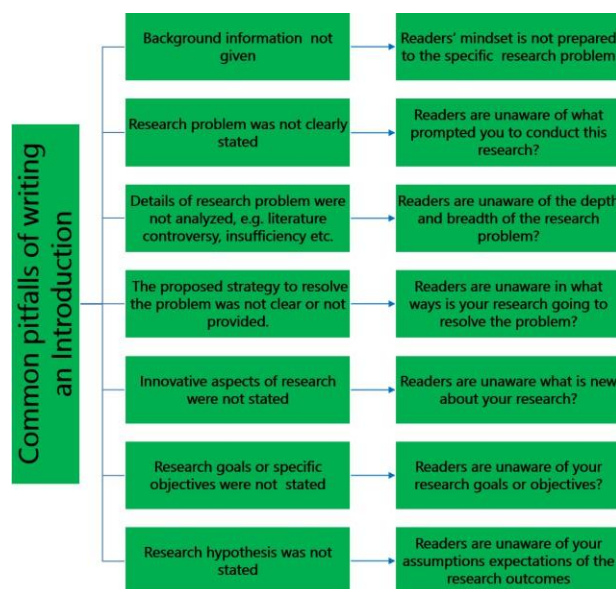 Common pitfalls of writing
an Introduction
Background information not
given
Readers' mindset is not prepared
to the specific research problem
Research problem was not clearly
stated
Readers are unaware of what
prompted you to conduct this
research?
Details of research problem were
not analyzed, e.g. literature
controversy, insufficiency etc.
Readers are unaware of the depth
and breadth of the research
problem?
The proposed strategy to resolve
the problem was not clear or not
provided.
Readers are unaware in what
ways is your research going to
resolve the problem?
Innovative aspects of research
were not stated
Readers are unaware what is new
about your research?
Research goals or specific
objectives were not stated
Readers are unaware of your
research goals or objectives?
Research hypothesis was not
stated
Readers are unaware of your
assumptions expectations of the
research outcomes